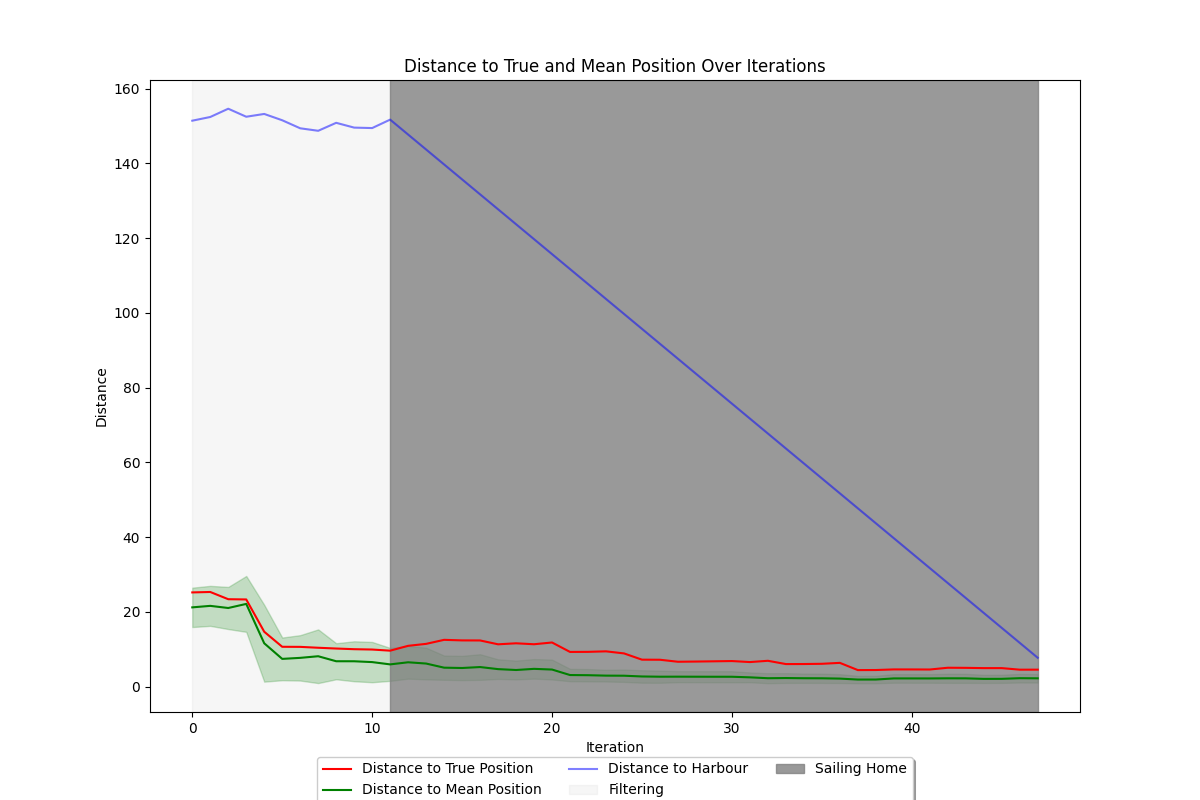 Distance to True and Mean Position Over Iterations
160
140
120
100
80
60
40
20
0
Distance
0 10 20 30 40
Iteration
Distance to True Position
Distance to Mean Position
Distance to Harbour
Filtering
Sailing Home